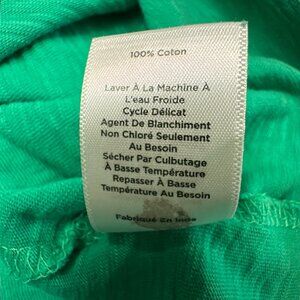 100% Coton
Laver À La Machine À
L'eau Froide
Cycle Délicat
Agent De Blanchiment
Non Chloré Seulement
Au Besoin
Sécher Par Culbutage
À Basse Température
Repasser À Basse
Température Au Besoin
Fabriqué En Inde